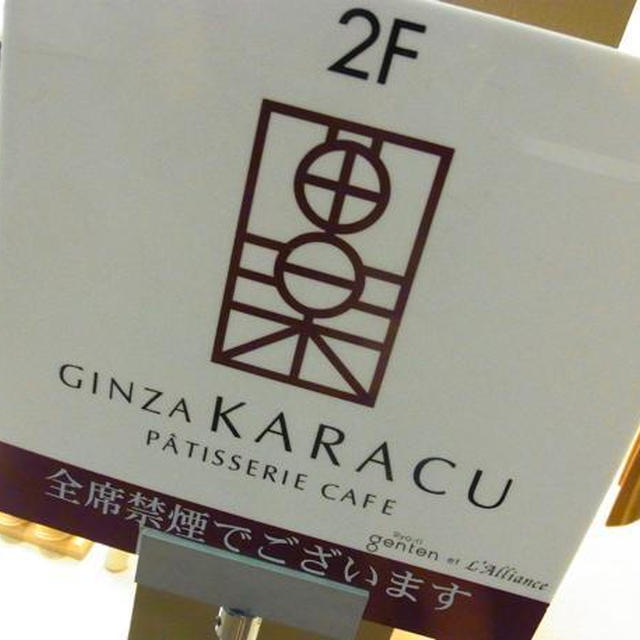 2F
GINZA KARACU
PÂTISSERIE CAFE
genten et L'Alliance
全席禁煙でございます